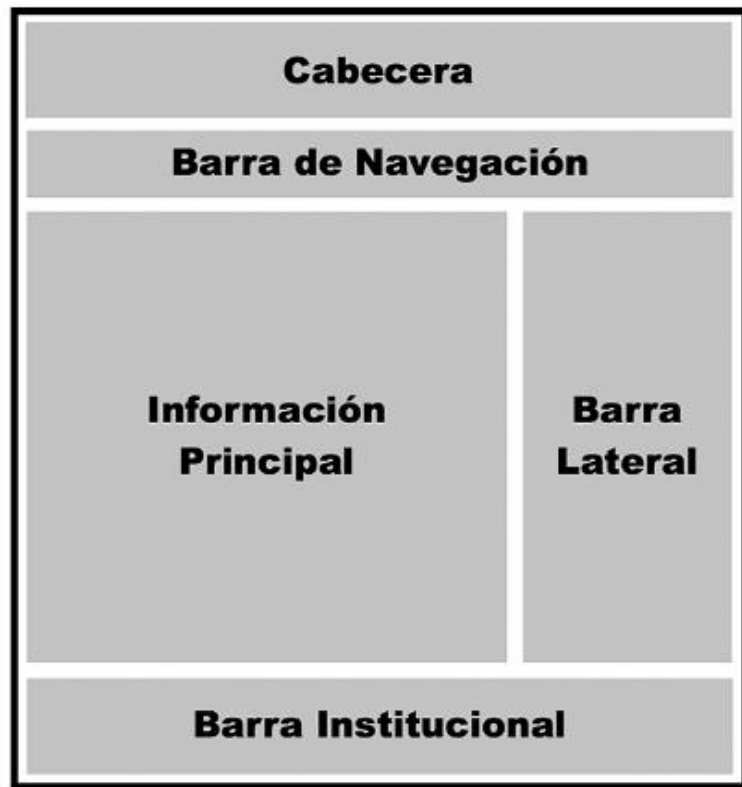 Cabecera
Barra de Navegación
Información
Principal
Barra
Lateral
Barra Institucional